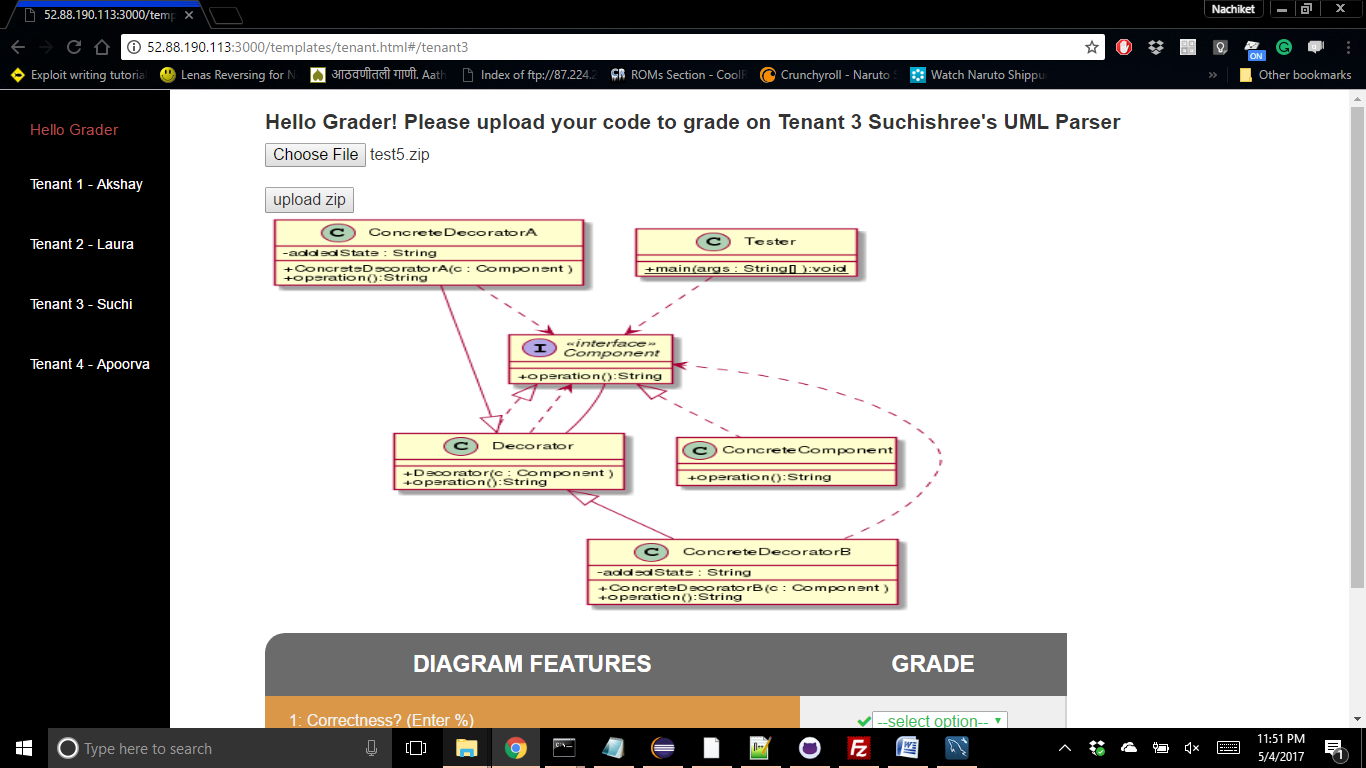 52.88.190.113:3000/temp
Nachiket
52.88.190.113:3000/templates/tenant.html#/tenant3
ON
Exploit writing tutoria
Lenas Reversing for N
आठवणीतली गाणी. Aath
Index of ftp://87.224.2
CR ROMs Section - CoolR
Crunchyroll - Naruto S
Watch Naruto Shippu
»
Other bookmarks
Hello Grader
Tenant 1 - Akshay
Tenant 2 - Laura
Tenant 3 - Suchi
Tenant 4 - Apoorva
Hello Grader! Please upload your code to grade on Tenant 3 Suchishree's UML Parser
Choose File test5.zip
upload zip
C ConcreteDecoratorA
-addedState : String
+ConcreteDecoratorA(c : Component )
+operation():String
C Tester
+main(args : String[] ):void
I «interface»
Component
+operation():String
C Decorator
+Decorator(c : Component )
+operation():String
C ConcreteComponent
+operation():String
C ConcreteDecoratorB
-addedState : String
+ConcreteDecoratorB(c : Component )
+operation():String
DIAGRAM FEATURES GRADE
1: Correctness? (Enter %) --select option--
Type here to search
11:51 PM
5/4/2017
1